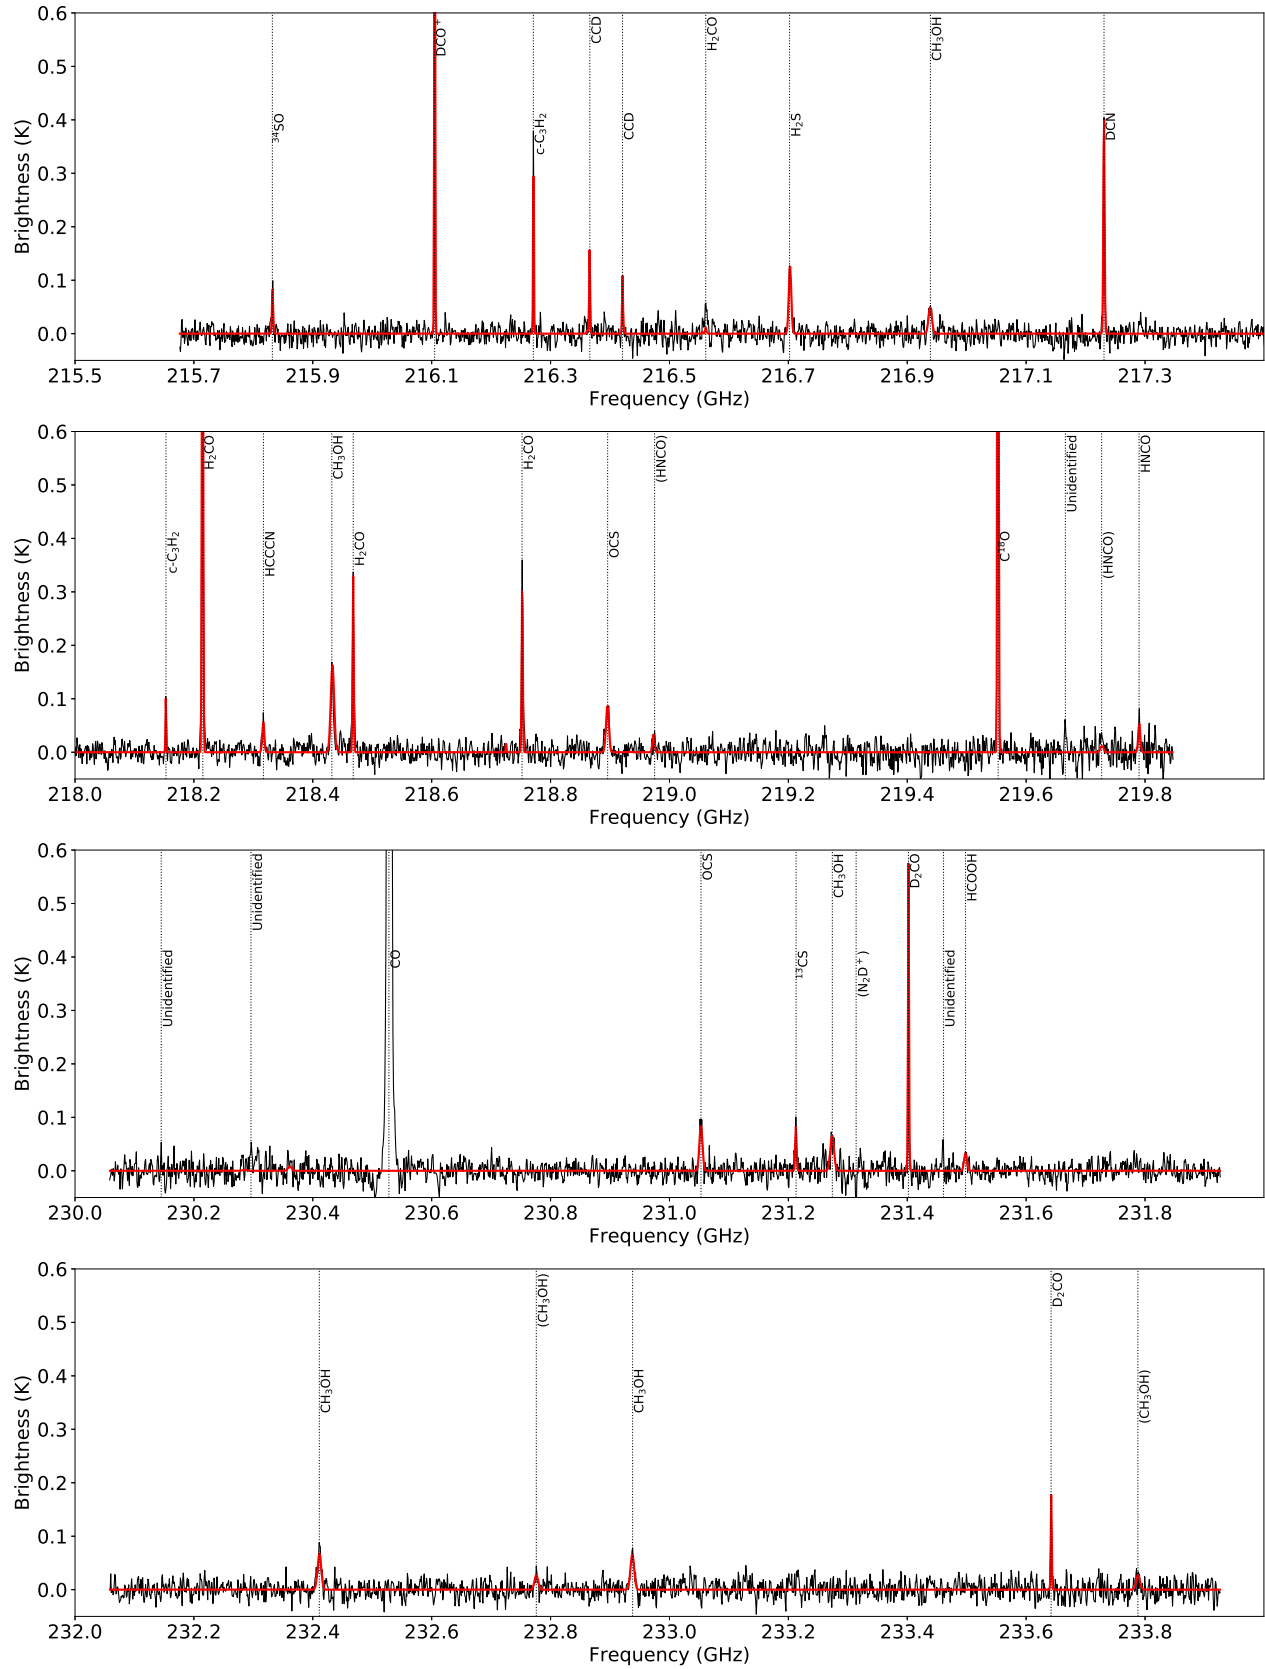 0.6
0.5
0.4
0.3
0.2
0.1
0.0
Brightness (K)
³⁴SO
DCO⁺
c-C₃H₂
CCD
CCD
H₂CO
H₂S
CH₃OH
DCN
215.5 215.7 215.9 216.1 216.3 216.5 216.7 216.9 217.1 217.3
Frequency (GHz)
0.6
0.5
0.4
0.3
0.2
0.1
0.0
Brightness (K)
c-C₃H₂
H₂CO
HCCCN
CH₃OH
H₂CO
H₂CO
OCS
(HNCO)
C¹⁸O
Unidentified
(HNCO)
HNCO
218.0 218.2 218.4 218.6 218.8 219.0 219.2 219.4 219.6 219.8
Frequency (GHz)
0.6
0.5
0.4
0.3
0.2
0.1
0.0
Brightness (K)
Unidentified
Unidentified
CO
OCS
¹³CS
CH₃OH
(N₂D⁺)
D₂CO
Unidentified
HCOOH
230.0 230.2 230.4 230.6 230.8 231.0 231.2 231.4 231.6 231.8
Frequency (GHz)
0.6
0.5
0.4
0.3
0.2
0.1
0.0
Brightness (K)
CH₃OH
(CH₃OH)
CH₃OH
D₂CO
(CH₃OH)
232.0 232.2 232.4 232.6 232.8 233.0 233.2 233.4 233.6 233.8
Frequency (GHz)